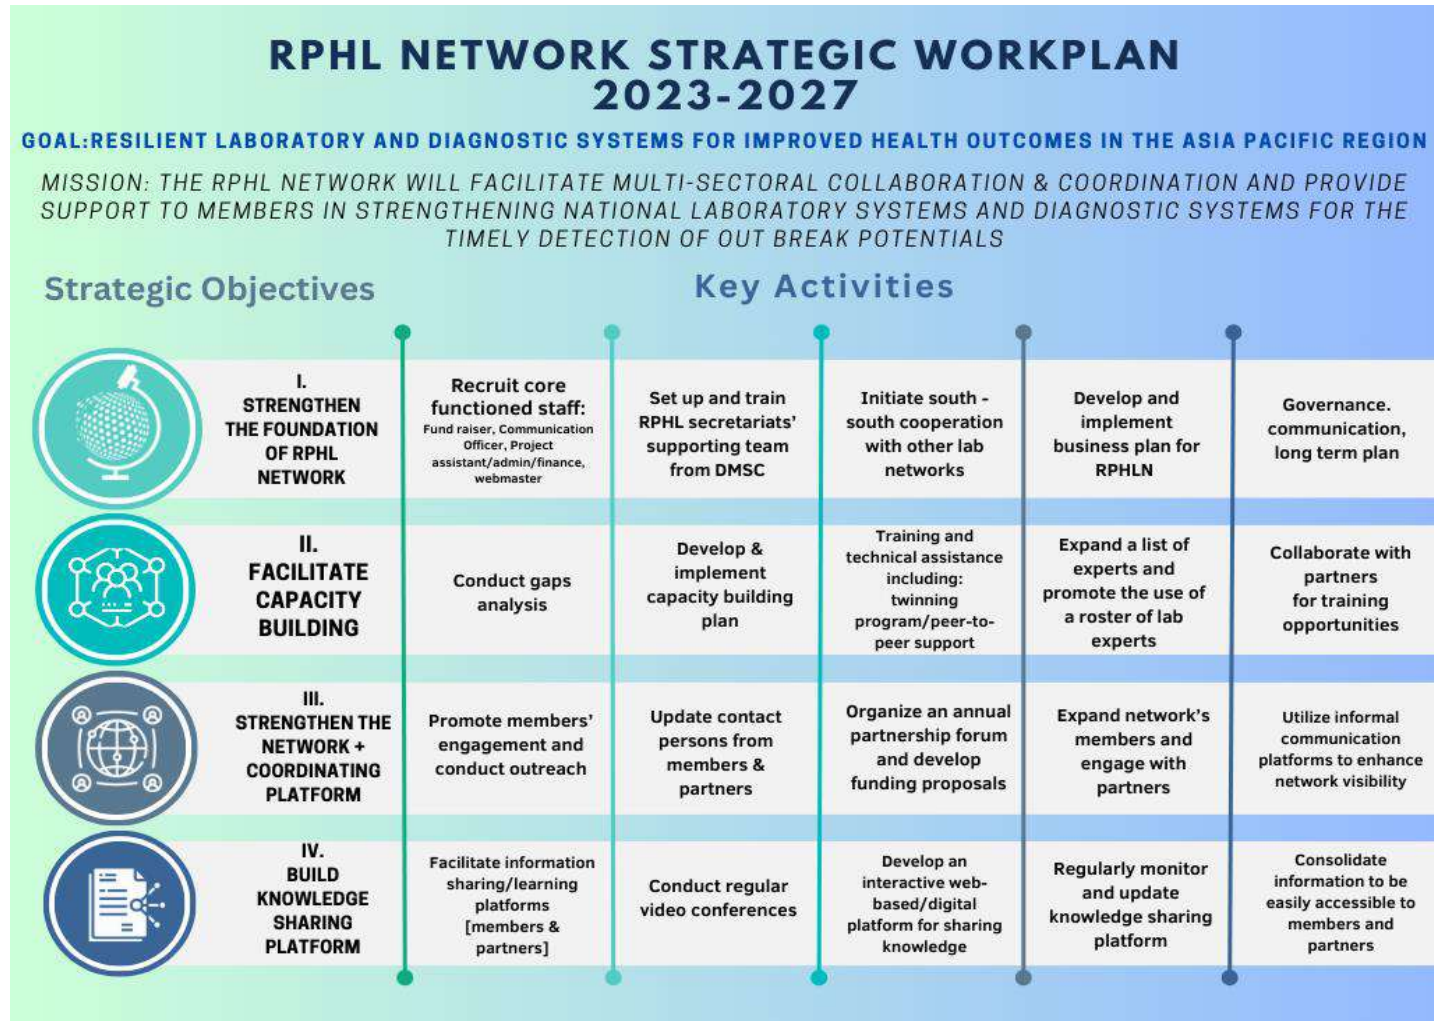 RPHL NETWORK STRATEGIC WORKPLAN
2023-2027
GOAL:RESILIENT LABORATORY AND DIAGNOSTIC SYSTEMS FOR IMPROVED HEALTH OUTCOMES IN THE ASIA PACIFIC REGION
MISSION: THE RPHL NETWORK WILL FACILITATE MULTI-SECTORAL COLLABORATION & COORDINATION AND PROVIDE
SUPPORT TO MEMBERS IN STRENGTHENING NATIONAL LABORATORY SYSTEMS AND DIAGNOSTIC SYSTEMS FOR THE
TIMELY DETECTION OF OUT BREAK POTENTIALS
Strategic Objectives
Key Activities
I.
STRENGTHEN
THE FOUNDATION
OF RPHL
NETWORK
Recruit core
functioned staff:
Fund raiser, Communication
Officer, Project
assistant/admin/finance,
webmaster
Set up and train
RPHL secretariats'
supporting team
from DMSC
Initiate south -
south cooperation
with other lab
networks
Develop and
implement
business plan for
RPHLN
Governance.
communication,
long term plan
II.
FACILITATE
CAPACITY
BUILDING
Conduct gaps
analysis
Develop &
implement
capacity building
plan
Training and
technical assistance
including:
twinning
program/peer-to-
peer support
Expand a list of
experts and
promote the use of
a roster of lab
experts
Collaborate with
partners
for training
opportunities
III.
STRENGTHEN THE
NETWORK +
COORDINATING
PLATFORM
Promote members'
engagement and
conduct outreach
Update contact
persons from
members &
partners
Organize an annual
partnership forum
and develop
funding proposals
Expand network's
members and
engage with
partners
Utilize informal
communication
platforms to enhance
network visibility
IV.
BUILD
KNOWLEDGE
SHARING
PLATFORM
Facilitate information
sharing/learning
platforms
[members &
partners]
Conduct regular
video conferences
Develop an
interactive web-
based/digital
platform for sharing
knowledge
Regularly monitor
and update
knowledge sharing
platform
Consolidate
information to be
easily accessible to
members and
partners